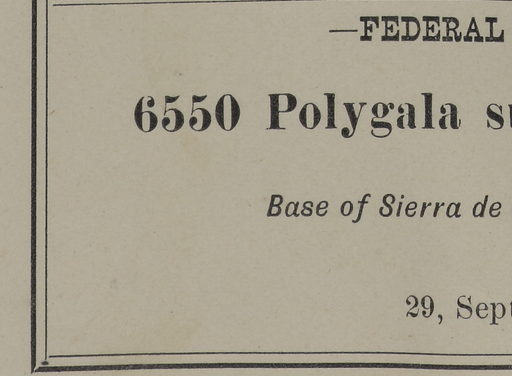 —FEDERAL
6550 Polygala s
Base of Sierra de
29, Sept